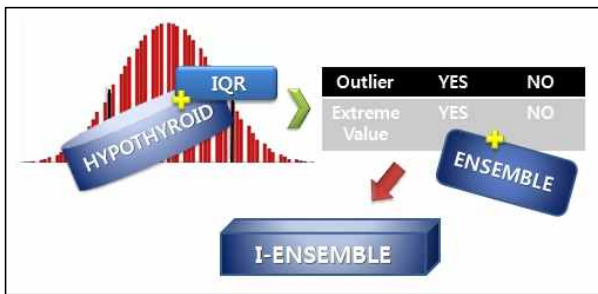 IQR
HYPOTHYROID
Outlier YES NO
Extreme Value YES NO
ENSEMBLE
I-ENSEMBLE